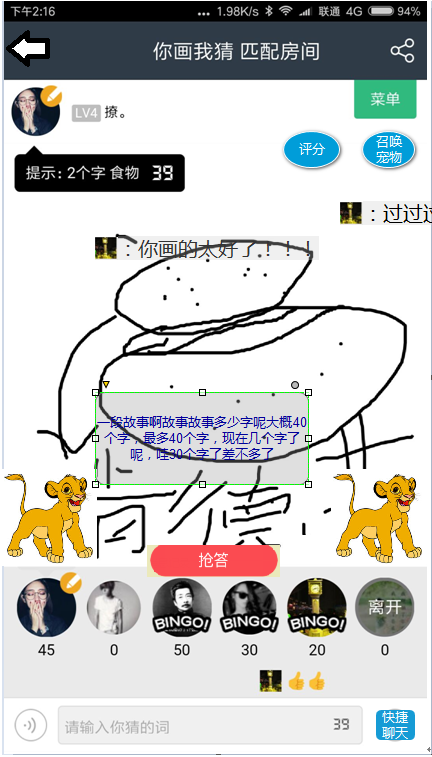 下午2:16 ... 1.98K/s 联通 4G 94%
你画我猜 匹配房间
菜单
LV4 撩。
评分
召唤
宠物
提示: 2个字 食物 39
：过过过
：你画的太好了！！！
一段故事啊故事故事多少字呢大概40
个字，最多40个字，现在几个字了
呢，哇30个字了差不多了
肯德
抢答
BINGO! BINGO! BINGO! 离开
45 0 50 30 20 0
👍👍
请输入你猜的词 39
快捷
聊天